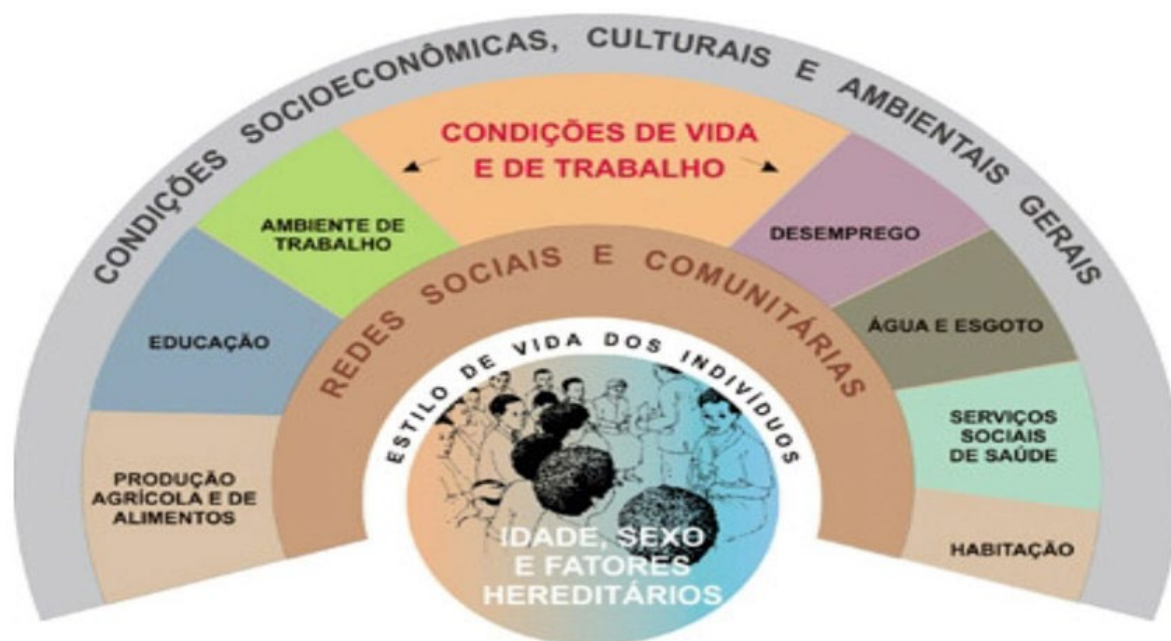 CONDIÇÕES SOCIOECONÔMICAS, CULTURAIS E AMBIENTAIS GERAIS
CONDIÇÕES DE VIDA
E DE TRABALHO
AMBIENTE DE
TRABALHO
DESEMPREGO
REDES SOCIAIS E COMUNITÁRIAS
EDUCAÇÃO
ÁGUA E ESGOTO
ESTILO DE VIDA DOS INDIVÍDUOS
PRODUÇÃO
AGRÍCOLA E DE
ALIMENTOS
SERVIÇOS
SOCIAIS
DE SAÚDE
HABITAÇÃO
IDADE, SEXO
E FATORES
HEREDITÁRIOS